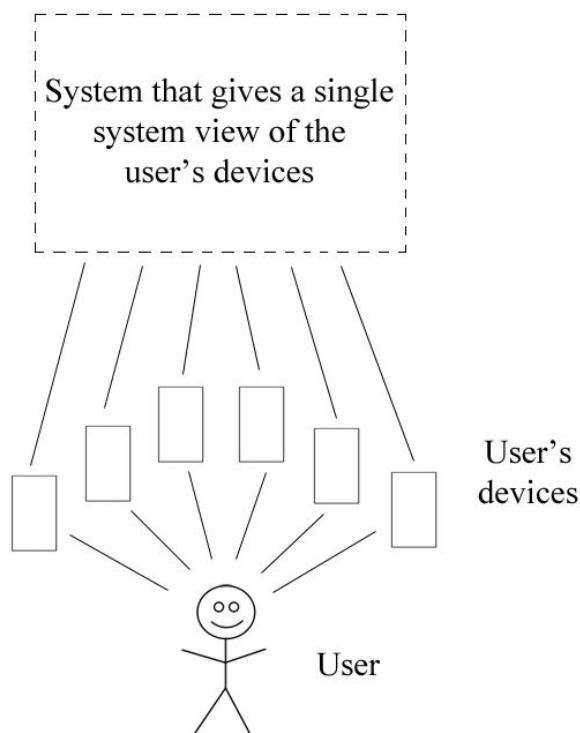 System that gives a single
system view of the
user’s devices
User’s
devices
User